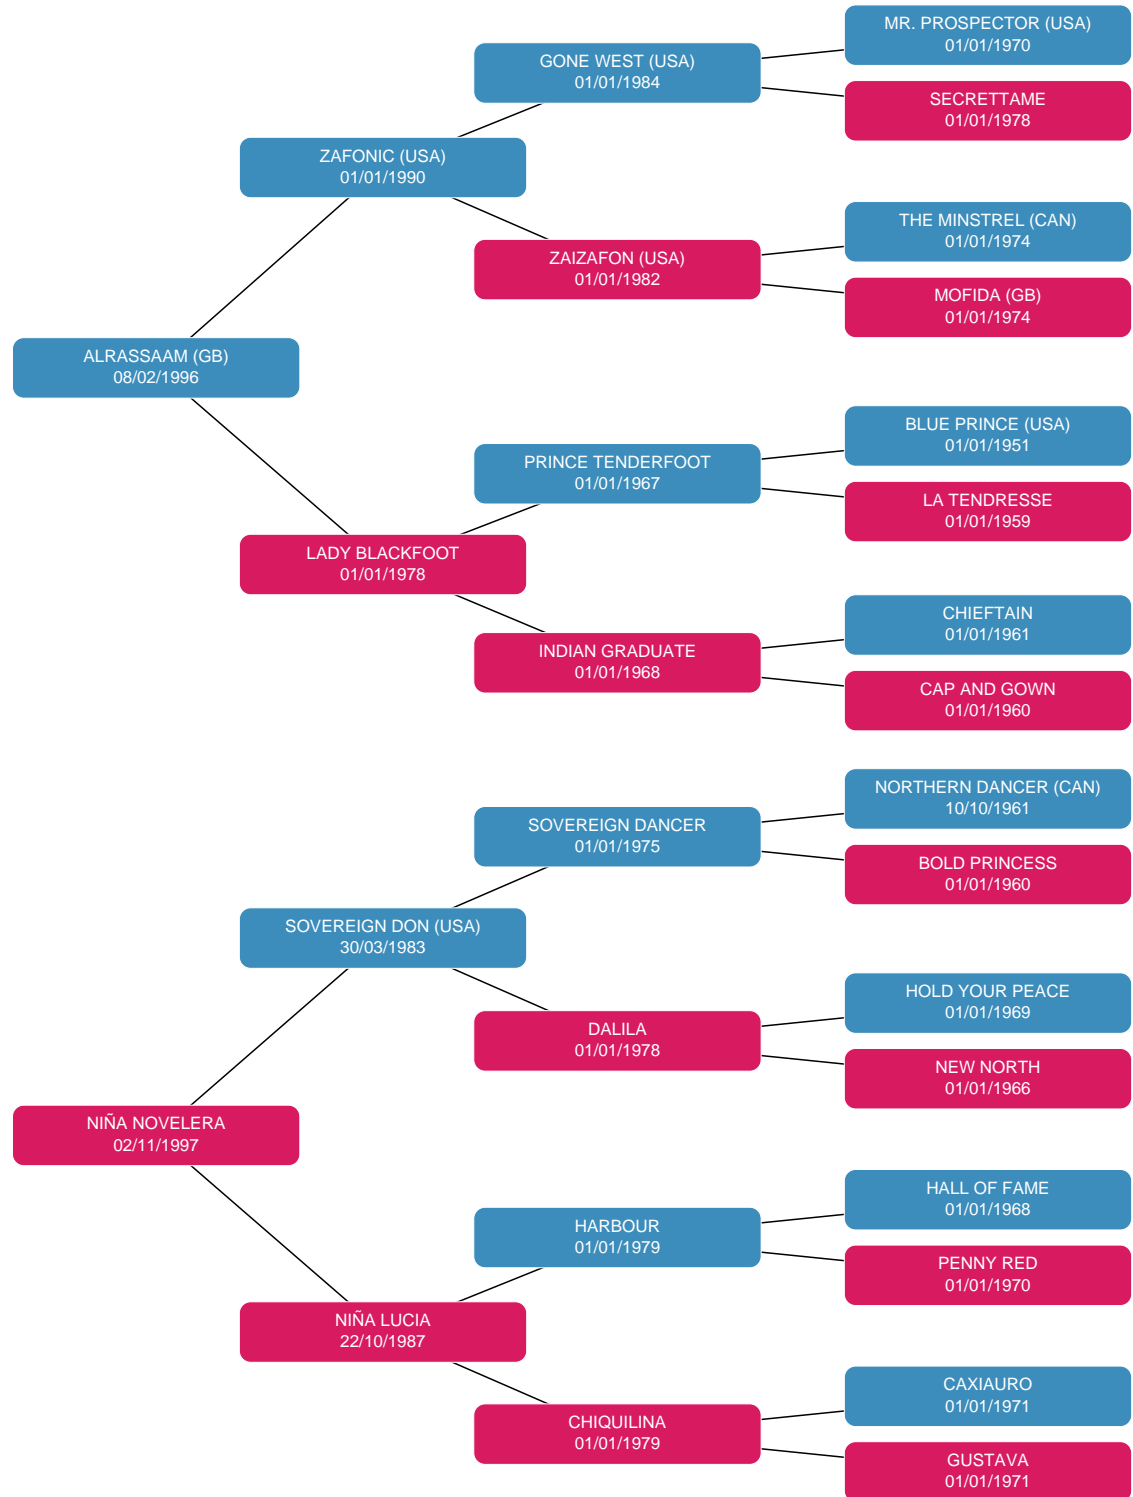 MR. PROSPECTOR (USA)
01/01/1970
GONE WEST (USA)
01/01/1984
SECRETTAME
01/01/1978
ZAFONIC (USA)
01/01/1990
THE MINSTREL (CAN)
01/01/1974
ZAIZAFON (USA)
01/01/1982
MOFIDA (GB)
01/01/1974
ALRASSAAM (GB)
08/02/1996
BLUE PRINCE (USA)
01/01/1951
PRINCE TENDERFOOT
01/01/1967
LA TENDRESSE
01/01/1959
LADY BLACKFOOT
01/01/1978
CHIEFTAIN
01/01/1961
INDIAN GRADUATE
01/01/1968
CAP AND GOWN
01/01/1960
NORTHERN DANCER (CAN)
10/10/1961
SOVEREIGN DANCER
01/01/1975
BOLD PRINCESS
01/01/1960
SOVEREIGN DON (USA)
30/03/1983
HOLD YOUR PEACE
01/01/1969
DALILA
01/01/1978
NEW NORTH
01/01/1966
NIÑA NOVELERA
02/11/1997
HALL OF FAME
01/01/1968
HARBOUR
01/01/1979
PENNY RED
01/01/1970
NIÑA LUCIA
22/10/1987
CAXIAURO
01/01/1971
CHIQUILINA
01/01/1979
GUSTAVA
01/01/1971